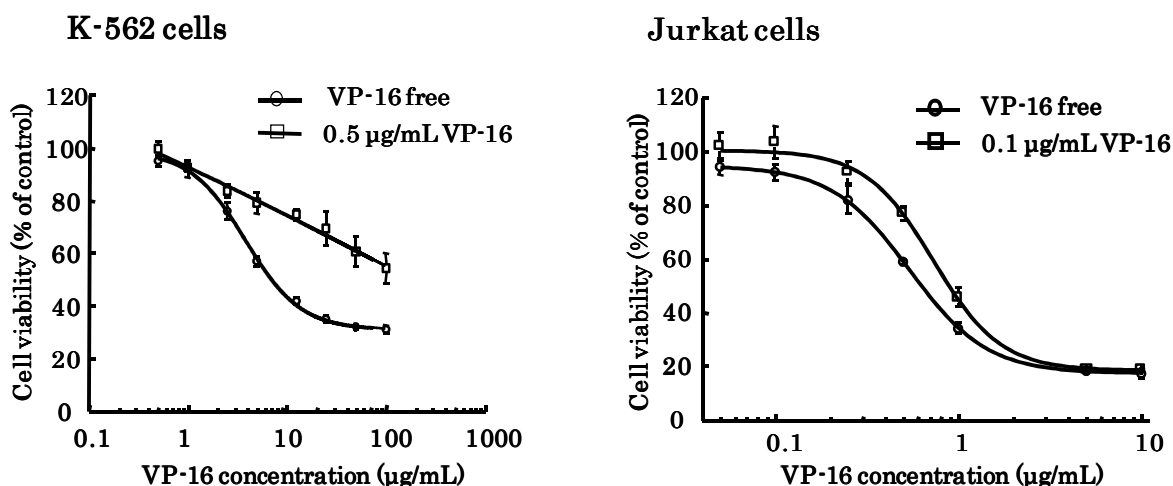 K-562 cells
VP-16 free
0.5 µg/mL VP-16
Cell viability (% of control)
120
100
80
60
40
20
0
0.1 1 10 100 1000
VP-16 concentration (µg/mL)
Jurkat cells
VP-16 free
0.1 µg/mL VP-16
Cell viability (% of control)
120
100
80
60
40
20
0
0.1 1 10
VP-16 concentration (µg/mL)